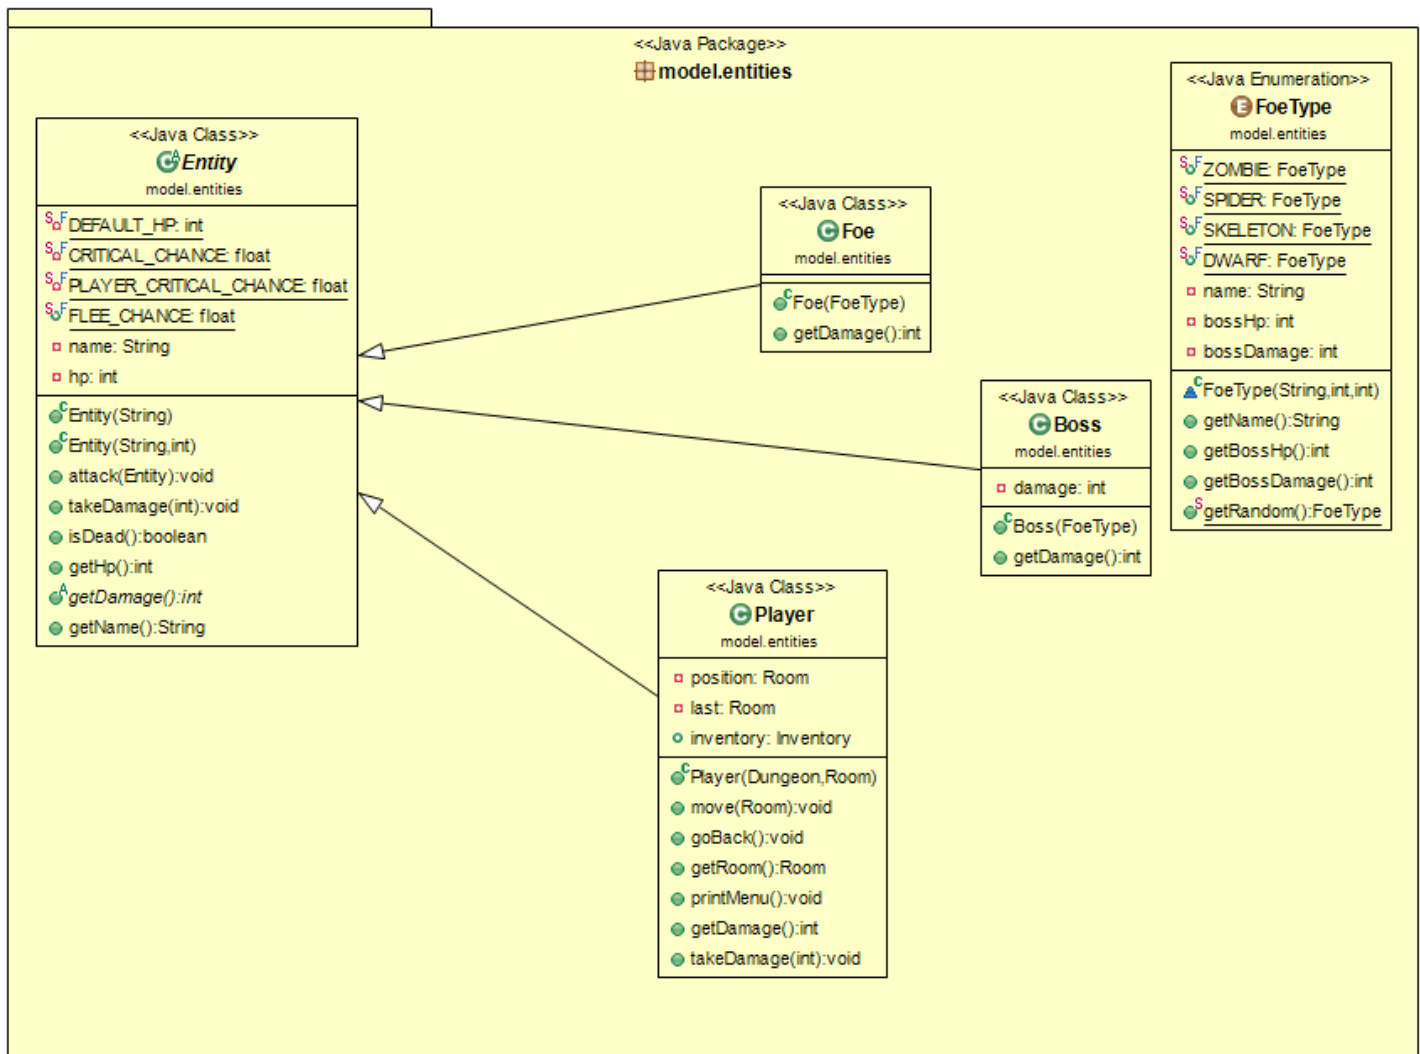 <<Java Package>>
model.entities
<<Java Class>>
Entity
model.entities
DEFAULT_HP: int
CRITICAL_CHANCE: float
PLAYER_CRITICAL_CHANCE: float
FLEE_CHANCE: float
name: String
hp: int
Entity(String)
Entity(String,int)
attack(Entity):void
takeDamage(int):void
isDead():boolean
getHp():int
getDamage():int
getName():String
<<Java Class>>
Foe
model.entities
Foe(FoeType)
getDamage():int
<<Java Class>>
Boss
model.entities
damage: int
Boss(FoeType)
getDamage():int
<<Java Class>>
Player
model.entities
position: Room
last: Room
inventory: Inventory
Player(Dungeon,Room)
move(Room):void
goBack():void
getRoom():Room
printMenu():void
getDamage():int
takeDamage(int):void
<<Java Enumeration>>
FoeType
model.entities
ZOMBIE: FoeType
SPIDER: FoeType
SKELETON: FoeType
DWARF: FoeType
name: String
bossHp: int
bossDamage: int
FoeType(String,int,int)
getName():String
getBossHp():int
getBossDamage():int
getRandom():FoeType